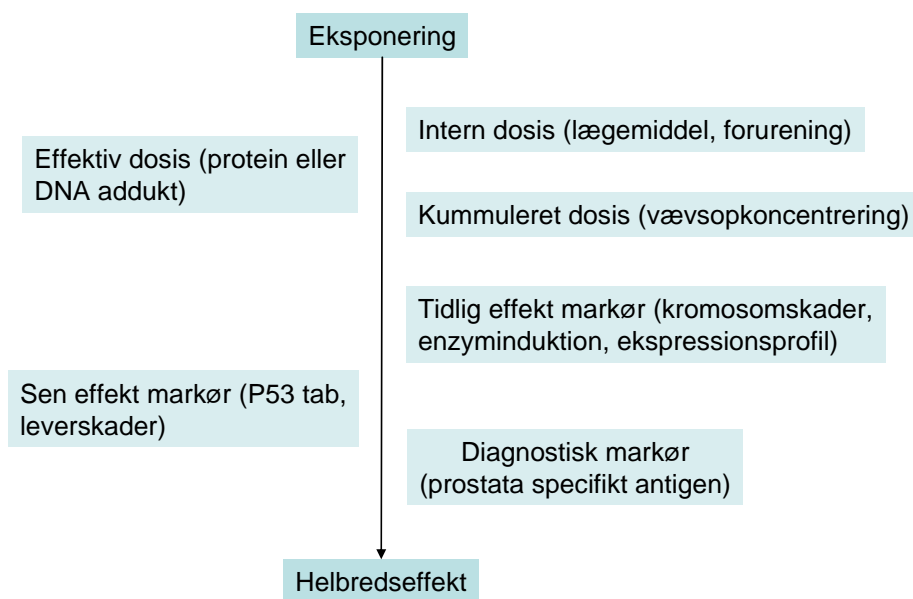 Eksponering
Intern dosis (lægemiddel, forurening)
Effektiv dosis (protein eller
DNA addukt)
Kummuleret dosis (vævsopkoncentrering)
Tidlig effekt markør (kromosomskader,
enzyminduktion, ekspressionsprofil)
Sen effekt markør (P53 tab,
leverskader)
Diagnostisk markør
(prostata specifikt antigen)
Helbredseffekt